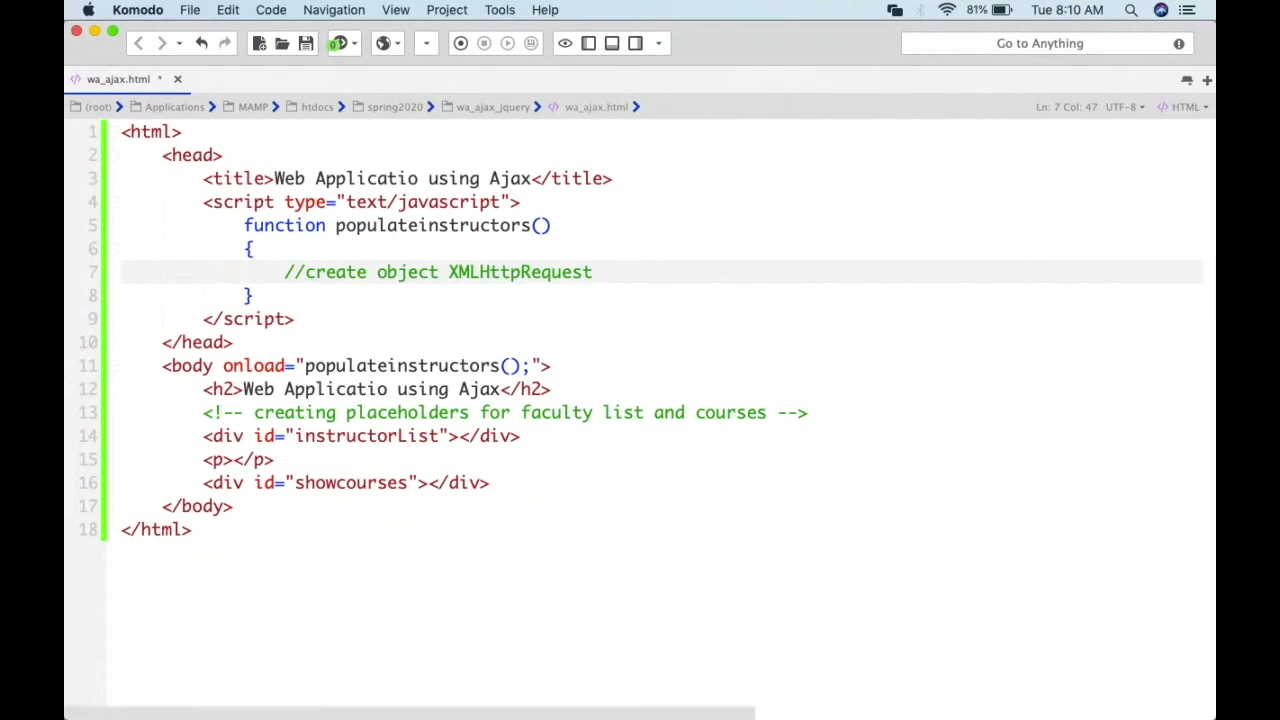 Komodo File Edit Code Navigation View Project Tools Help 81% Tue 8:10 AM
0 Go to Anything
wa_ajax.html *
(root) Applications MAMP htdocs spring2020 wa_ajax_jquery wa_ajax.html Ln: 7 Col: 47 UTF-8 HTML
1 <html>
2 <head>
3 <title>Web Applicatio using Ajax</title>
4 <script type="text/javascript">
5 function populateinstructors()
6 {
7 //create object XMLHttpRequest
8 }
9 </script>
10 </head>
11 <body onload="populateinstructors();">
12 <h2>Web Applicatio using Ajax</h2>
13 <!-- creating placeholders for faculty list and courses -->
14 <div id="instructorList"></div>
15 <p></p>
16 <div id="showcourses"></div>
17 </body>
18 </html>